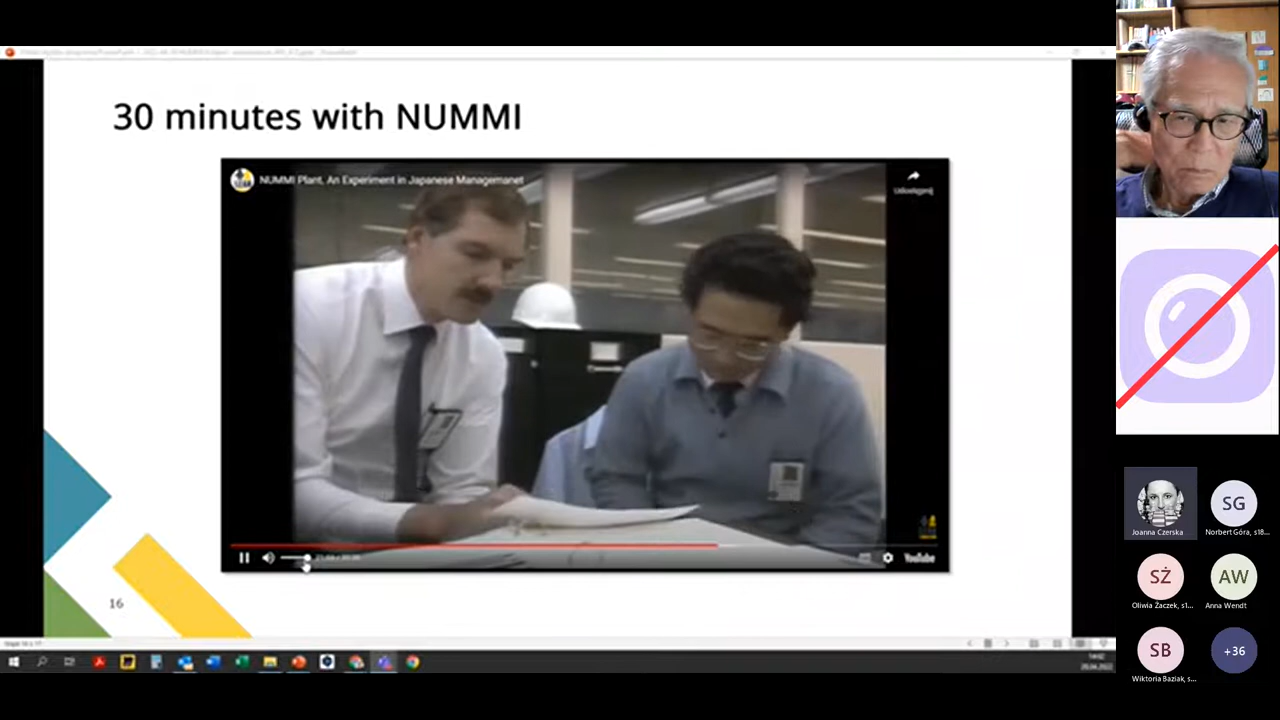 30 minutes with NUMMI
NUMMI Plant, An Experiment in Japanese Managemanet
Udostępnij
YouTube
16
Joanna Czerska
SG
Norbert Góra, s18...
SŻ
Oliwia Żaczek, s1...
AW
Anna Wendt
SB
Wiktoria Baziak, s...
+36